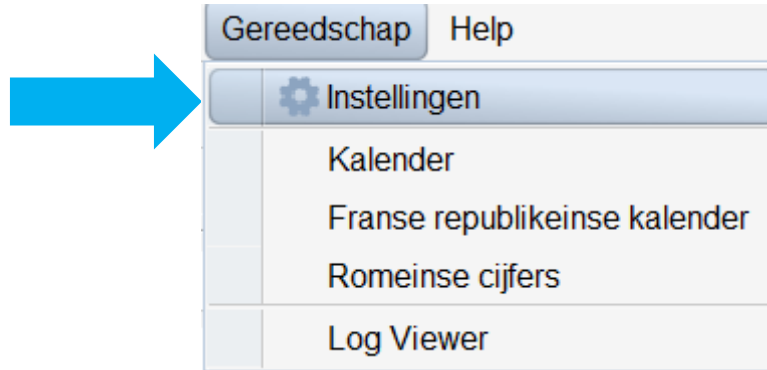 Gereedschap Help
Instellingen
Kalender
Franse republikeinse kalender
Romeinse cijfers
Log Viewer